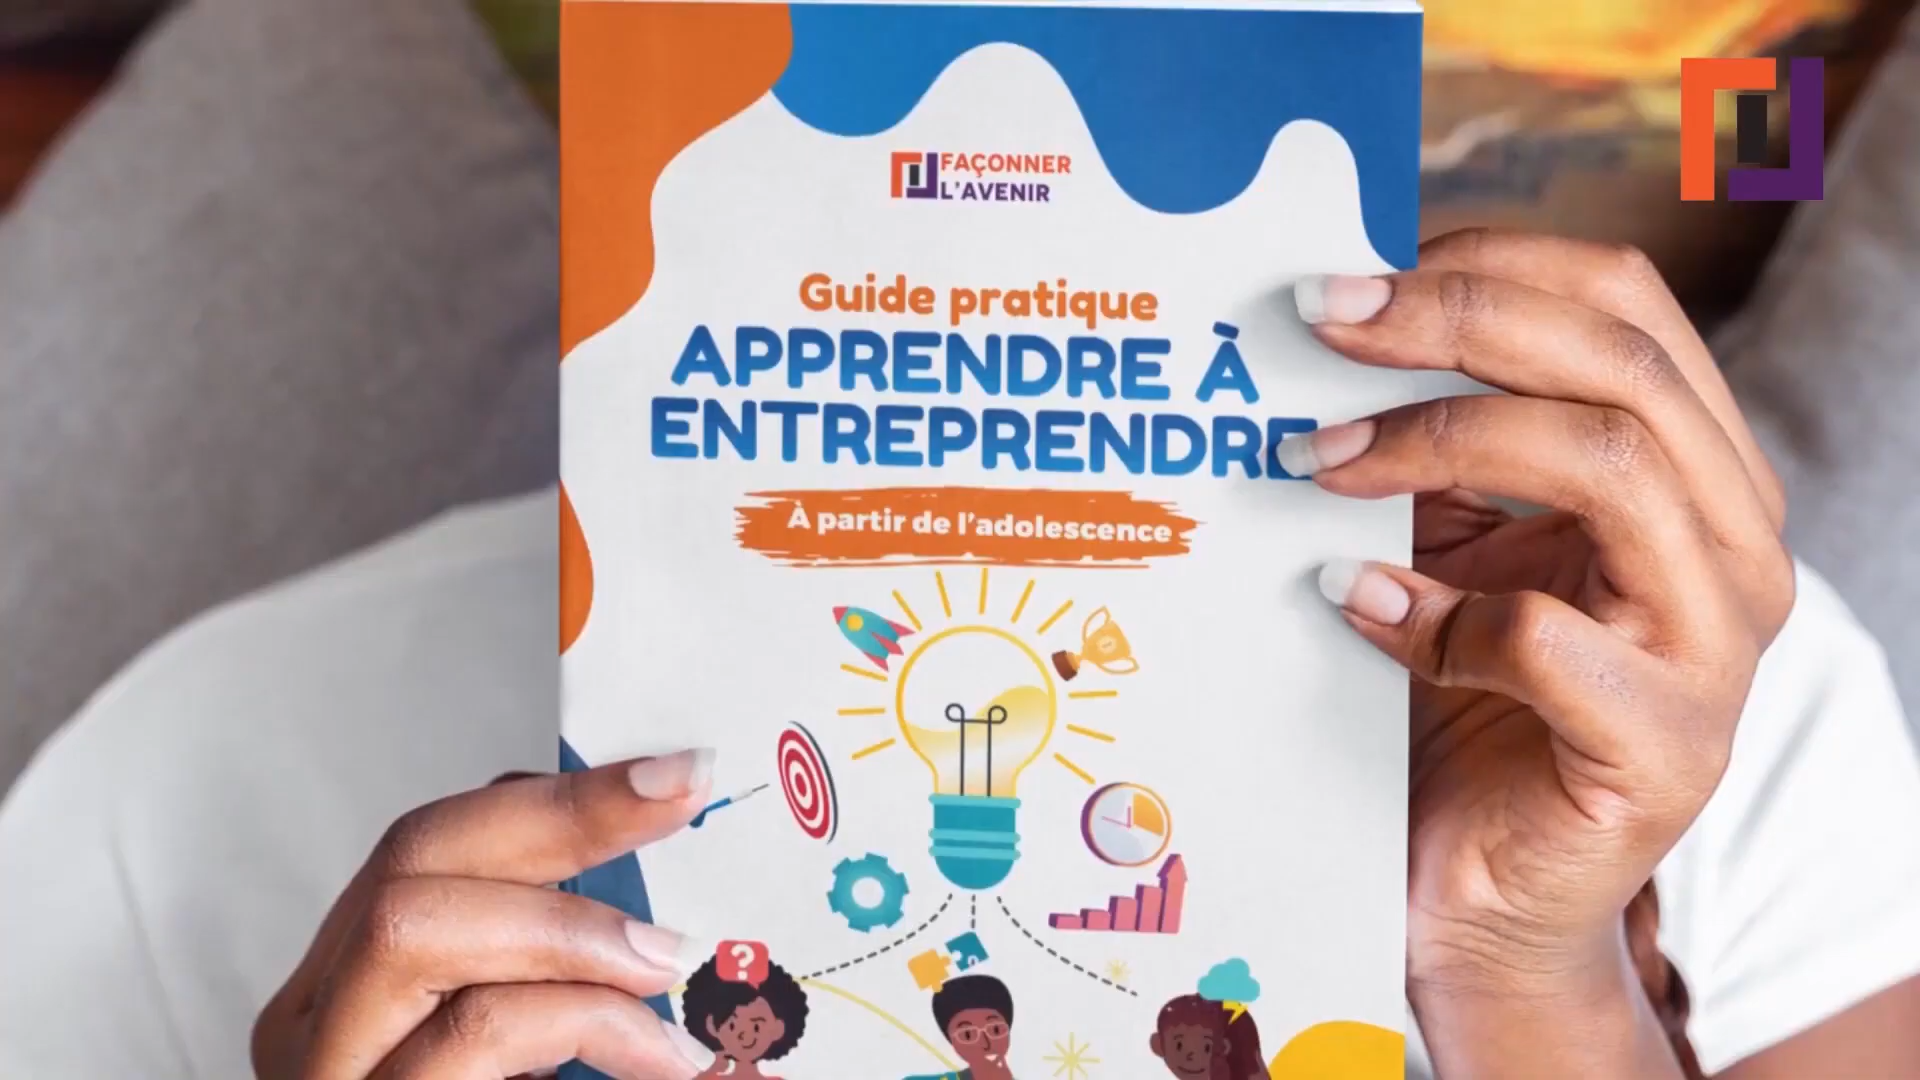 FAÇONNER
L'AVENIR
Guide pratique
APPRENDRE À
ENTREPRENDRE
À partir de l'adolescence
?